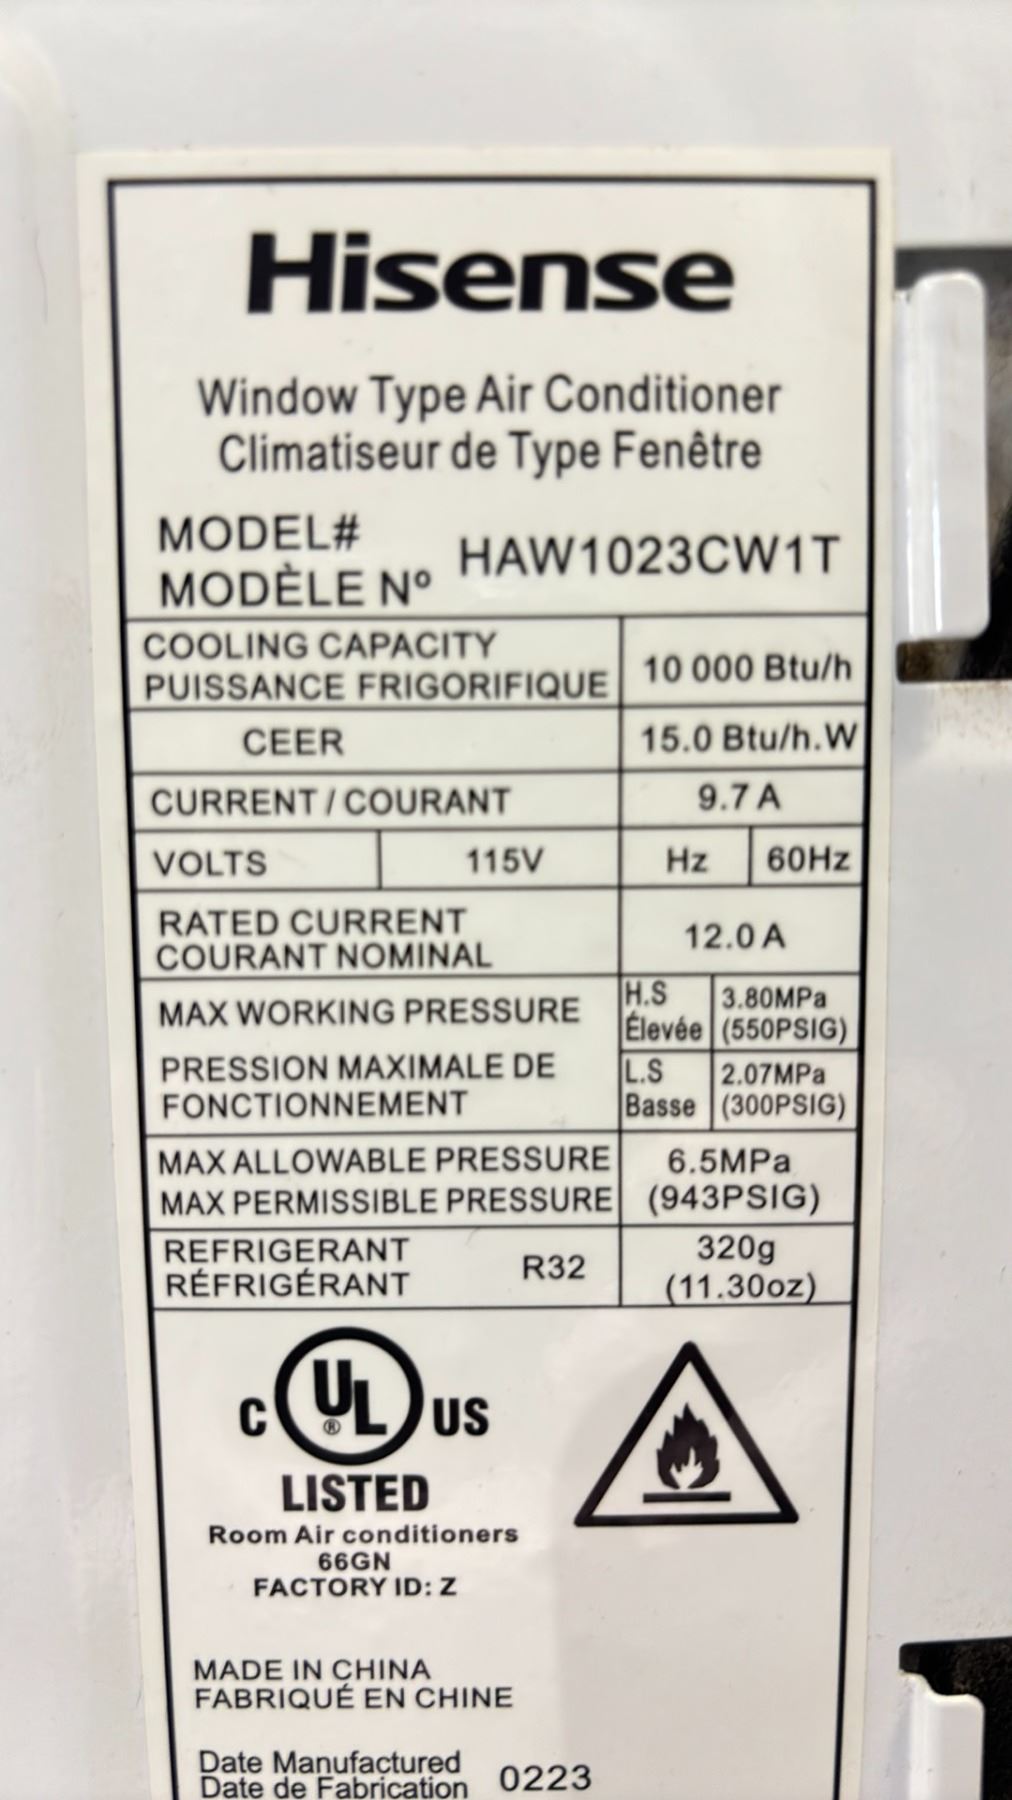 Hisense
Window Type Air Conditioner
Climatiseur de Type Fenêtre
MODEL#
MODÈLE Nº
HAW1023CW1T
COOLING CAPACITY
PUISSANCE FRIGORIFIQUE
10 000 Btu/h
CEER
15.0 Btu/h.W
CURRENT / COURANT
9.7 A
VOLTS
115V
Hz
60Hz
RATED CURRENT
COURANT NOMINAL
12.0 A
MAX WORKING PRESSURE
PRESSION MAXIMALE DE
FONCTIONNEMENT
H.S
Élevée
3.80MPa
(550PSIG)
L.S
Basse
2.07MPa
(300PSIG)
MAX ALLOWABLE PRESSURE
MAX PERMISSIBLE PRESSURE
6.5MPa
(943PSIG)
REFRIGERANT
RÉFRIGÉRANT
R32
320g
(11.30oz)
C UL ® US
LISTED
Room Air conditioners
66GN
FACTORY ID: Z
MADE IN CHINA
FABRIQUÉ EN CHINE
Date Manufactured
Date de Fabrication
0223